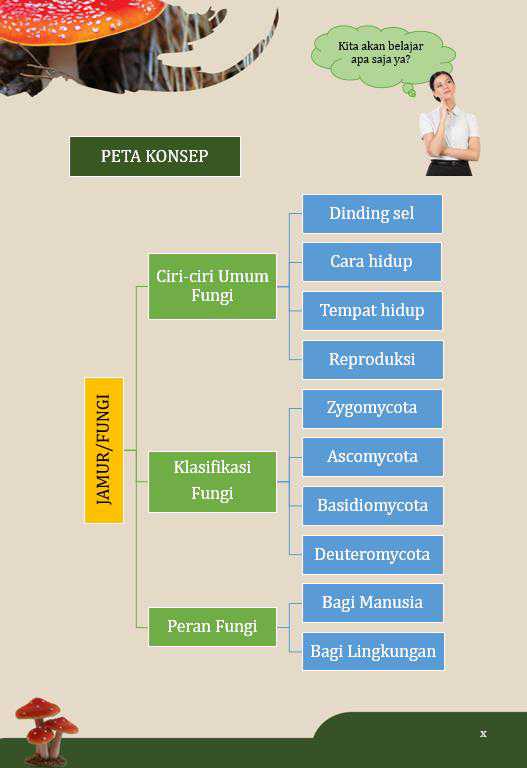 Kita akan belajar
apa saja ya?
PETA KONSEP
JAMUR/FUNGI
Ciri-ciri Umum
Fungi
Dinding sel
Cara hidup
Tempat hidup
Reproduksi
Klasifikasi
Fungi
Zygomycota
Ascomycota
Basidiomycota
Deuteromycota
Peran Fungi
Bagi Manusia
Bagi Lingkungan
x